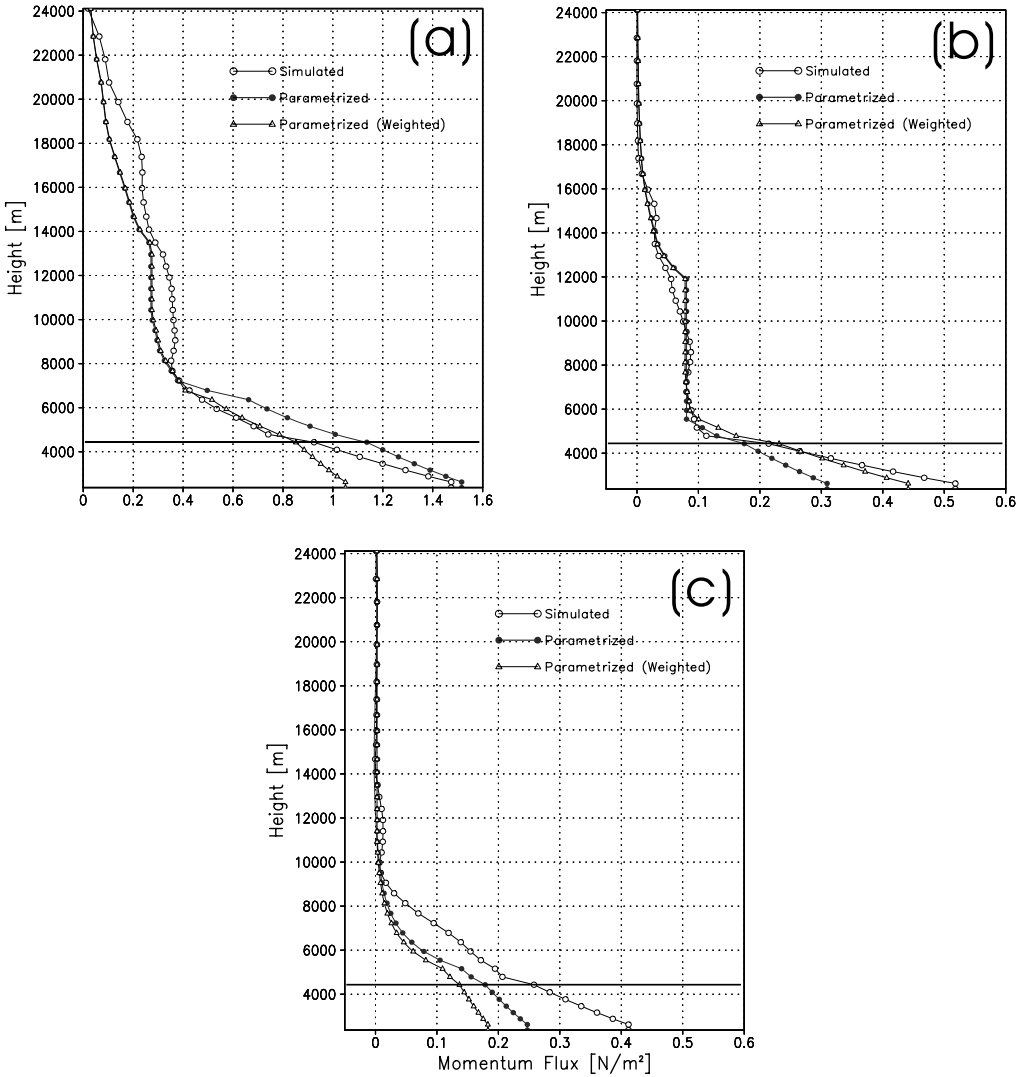 (a)
Simulated
Parametrized
Parametrized (Weighted)
Height [m]
24000
22000
20000
18000
16000
14000
12000
10000
8000
6000
4000
0 0.2 0.4 0.6 0.8 1 1.2 1.4 1.6
(b)
Simulated
Parametrized
Parametrized (Weighted)
Height [m]
24000
22000
20000
18000
16000
14000
12000
10000
8000
6000
4000
0 0.1 0.2 0.3 0.4 0.5 0.6
(c)
Simulated
Parametrized
Parametrized (Weighted)
Height [m]
24000
22000
20000
18000
16000
14000
12000
10000
8000
6000
4000
0 0.1 0.2 0.3 0.4 0.5 0.6
Momentum Flux [N/m²]